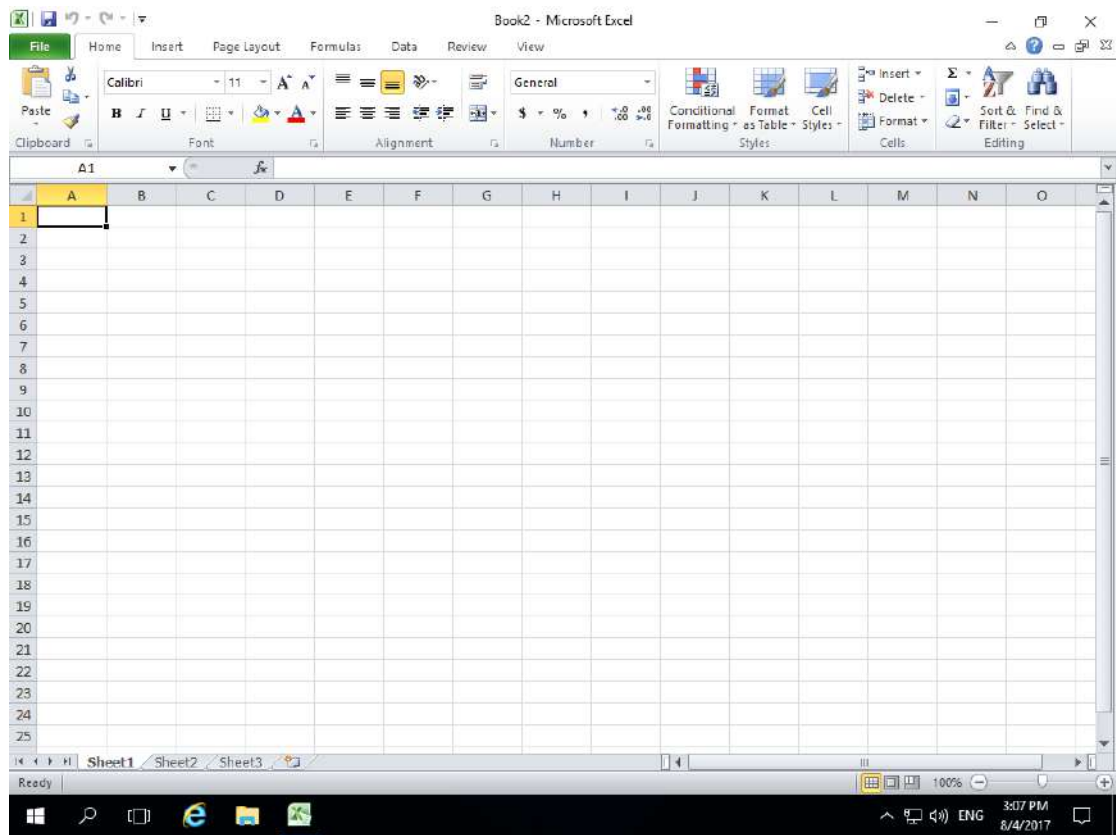 Book2 - Microsoft Excel
File Home Insert Page Layout Formulas Data Review View
Calibri 11 General
Paste B I U $ % , Conditional Formatting Format as Table Cell Styles Insert Delete Format Σ Sort & Filter Find & Select
Clipboard Font Alignment Number Styles Cells Editing
A1 fx
A B C D E F G H I J K L M N O
1
2
3
4
5
6
7
8
9
10
11
12
13
14
15
16
17
18
19
20
21
22
23
24
25
Sheet1 Sheet2 Sheet3
Ready 100%
ENG 3:07 PM
8/4/2017